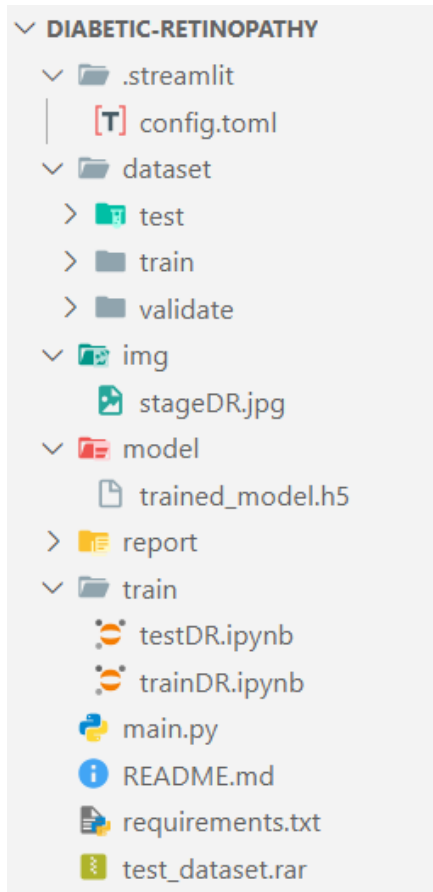 DIABETIC-RETINOPATHY
.streamlit
[T] config.toml
dataset
test
train
validate
img
stageDR.jpg
model
trained_model.h5
report
train
testDR.ipynb
trainDR.ipynb
main.py
README.md
requirements.txt
test_dataset.rar